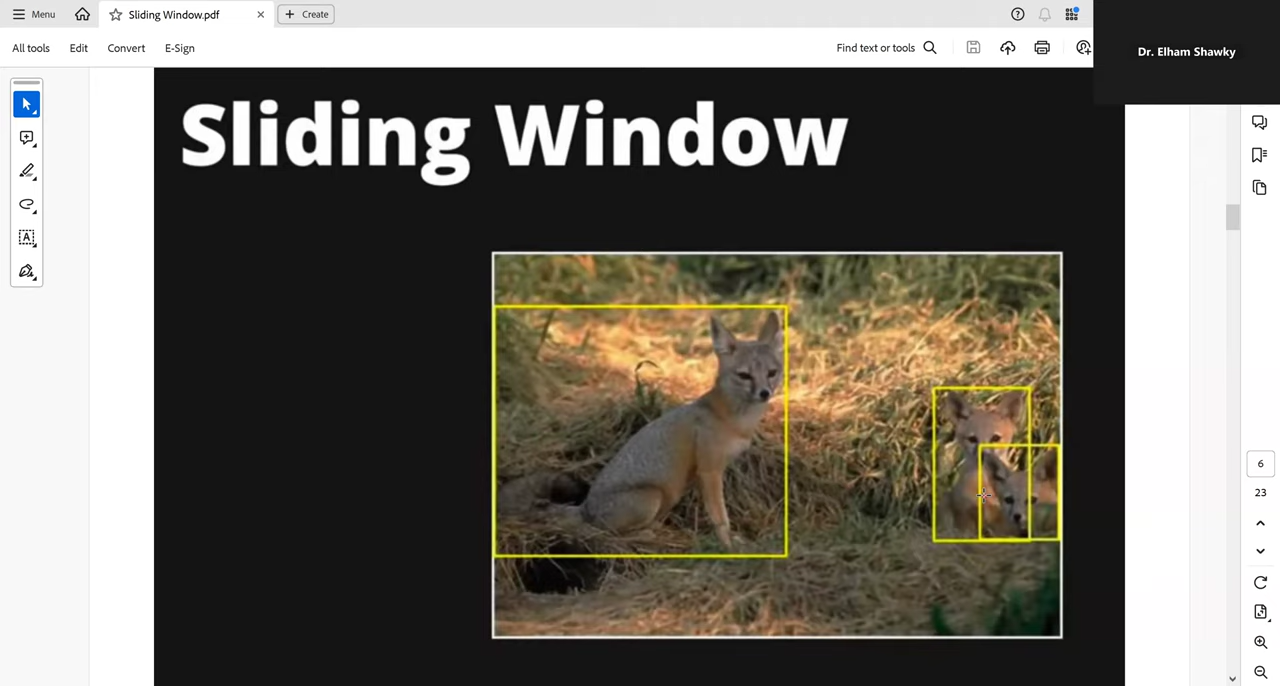 Menu
Sliding Window.pdf
Create
All tools
Edit
Convert
E-Sign
Find text or tools
Dr. Elham Shawky
Sliding Window
6
23